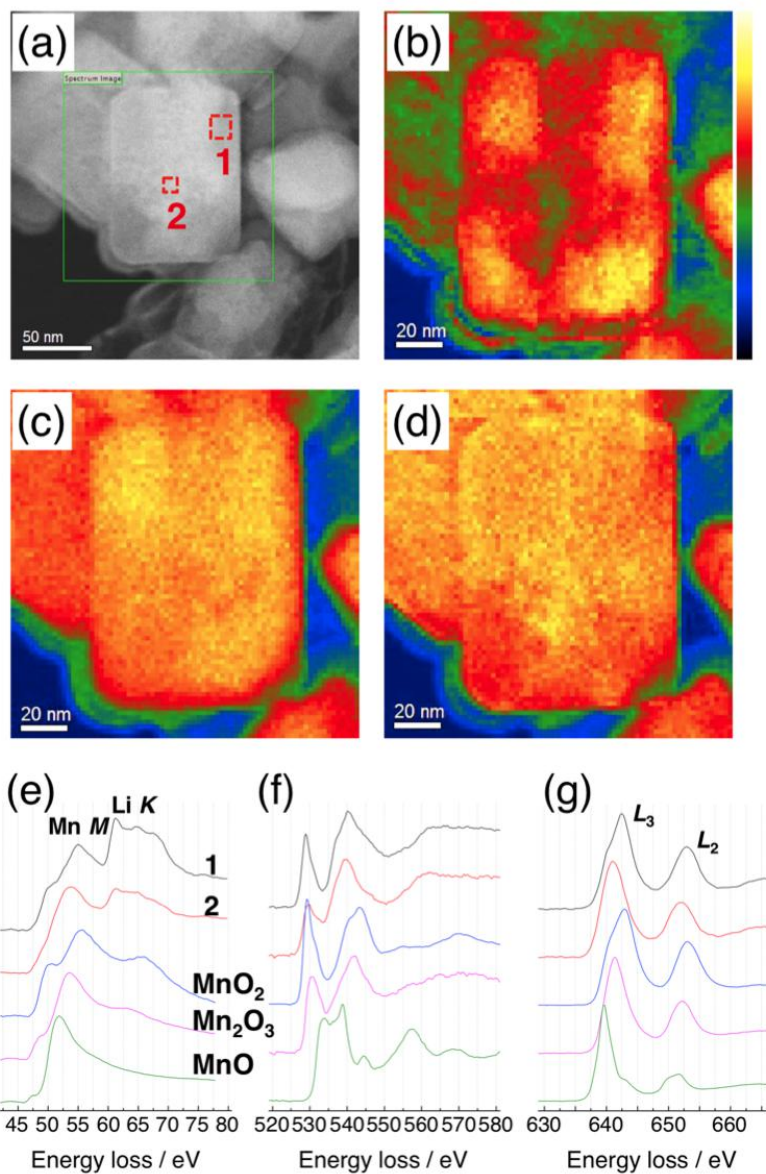 (a)
Spectrum Image
1
2
50 nm
(b)
20 nm
(c)
20 nm
(d)
20 nm
(e)
Mn M
Li K
1
2
MnO₂
Mn₂O₃
MnO
45 50 55 60 65 70 75 80
Energy loss / eV
(f)
520 530 540 550 560 570 580
Energy loss / eV
(g)
L₃
L₂
630 640 650 660
Energy loss / eV